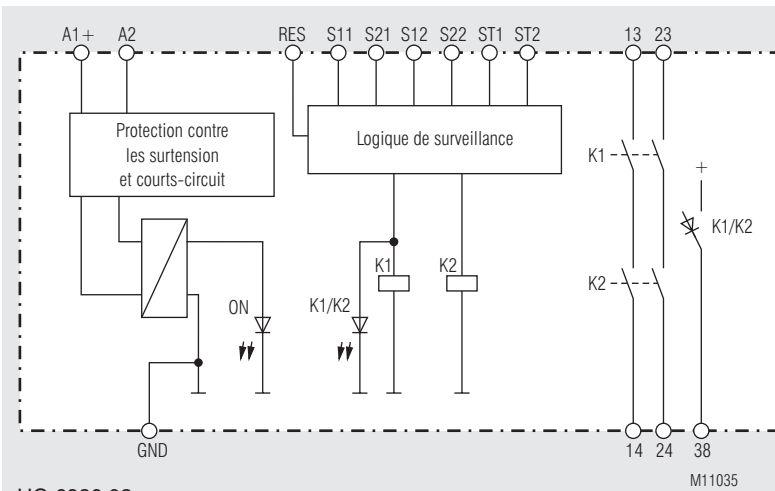 A1+ A2 RES S11 S21 S12 S22 ST1 ST2 13 23
Protection contre
les surtension
et courts-circuit
Logique de surveillance
K1
+
K1/K2
K1 K2
K2
ON K1/K2
GND 14 24 38
M11035